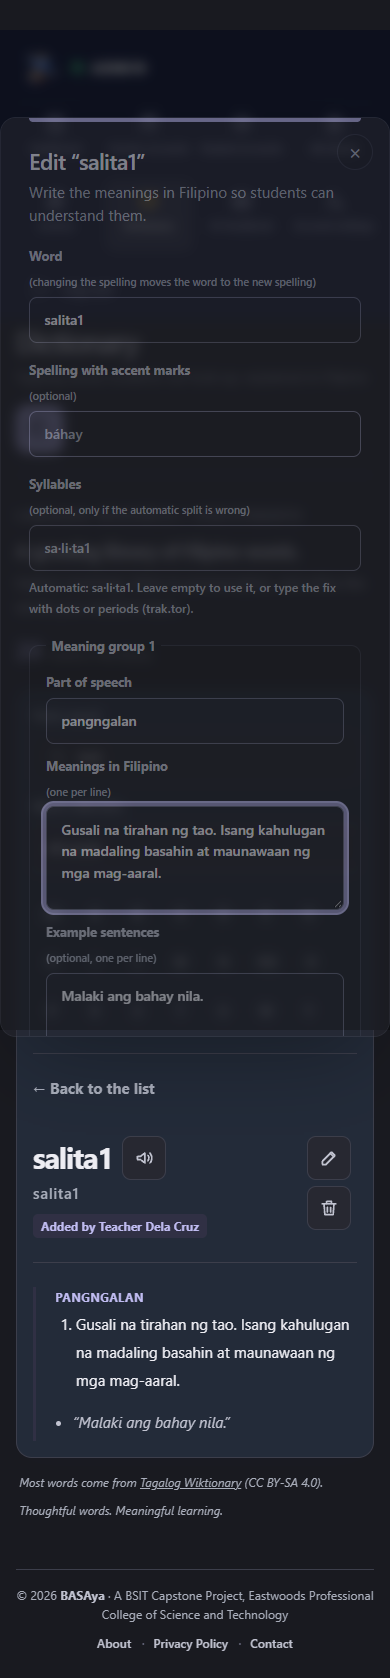 Edit “salita1”
×
Write the meanings in Filipino so students can
understand them.
Word
(changing the spelling moves the word to the new spelling)
salita1
Spelling with accent marks
(optional)
báhay
Syllables
(optional, only if the automatic split is wrong)
sa·li·ta1
Automatic: sa·li·ta1. Leave empty to use it, or type the fix
with dots or periods (trak.tor).
Meaning group 1
Part of speech
pangngalan
Meanings in Filipino
(one per line)
Gusali na tirahan ng tao. Isang kahulugan
na madaling basahin at maunawaan ng
mga mag-aaral.
Example sentences
(optional, one per line)
Malaki ang bahay nila.
← Back to the list
salita1
salita1
Added by Teacher Dela Cruz
PANGNGALAN
1. Gusali na tirahan ng tao. Isang kahulugan
na madaling basahin at maunawaan ng
mga mag-aaral.
• “Malaki ang bahay nila.”
Most words come from Tagalog Wiktionary (CC BY-SA 4.0).
Thoughtful words. Meaningful learning.
© 2026 BASAya · A BSIT Capstone Project, Eastwoods Professional
College of Science and Technology
About · Privacy Policy · Contact